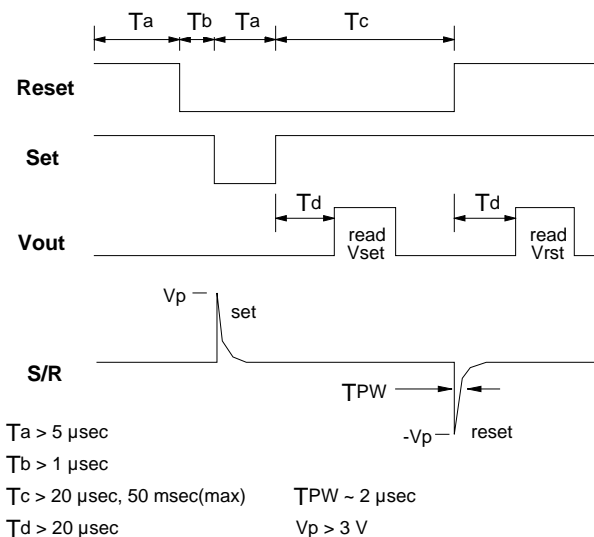 Ta Tb Ta Tc
Reset
Set
Td Td
Vout read Vset read Vrst
Vp set
S/R
TPW
-Vp reset
Ta > 5 µsec
Tb > 1 µsec
Tc > 20 µsec, 50 msec(max) TPW ~ 2 µsec
Td > 20 µsec Vp > 3 V